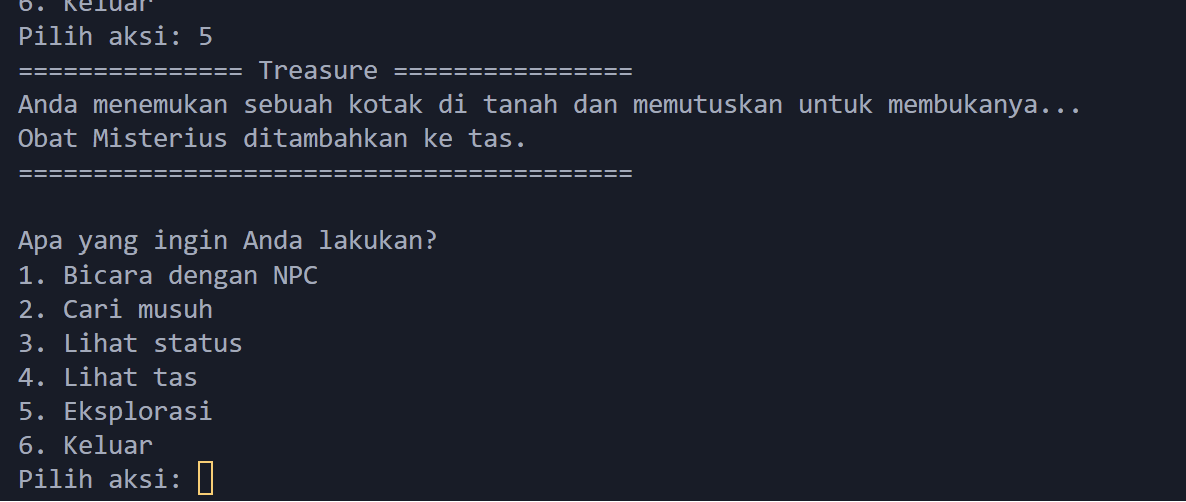 6. Keluar
Pilih aksi: 5
=============== Treasure ================
Anda menemukan sebuah kotak di tanah dan memutuskan untuk membukanya...
Obat Misterius ditambahkan ke tas.
=========================================
Apa yang ingin Anda lakukan?
1. Bicara dengan NPC
2. Cari musuh
3. Lihat status
4. Lihat tas
5. Eksplorasi
6. Keluar
Pilih aksi: